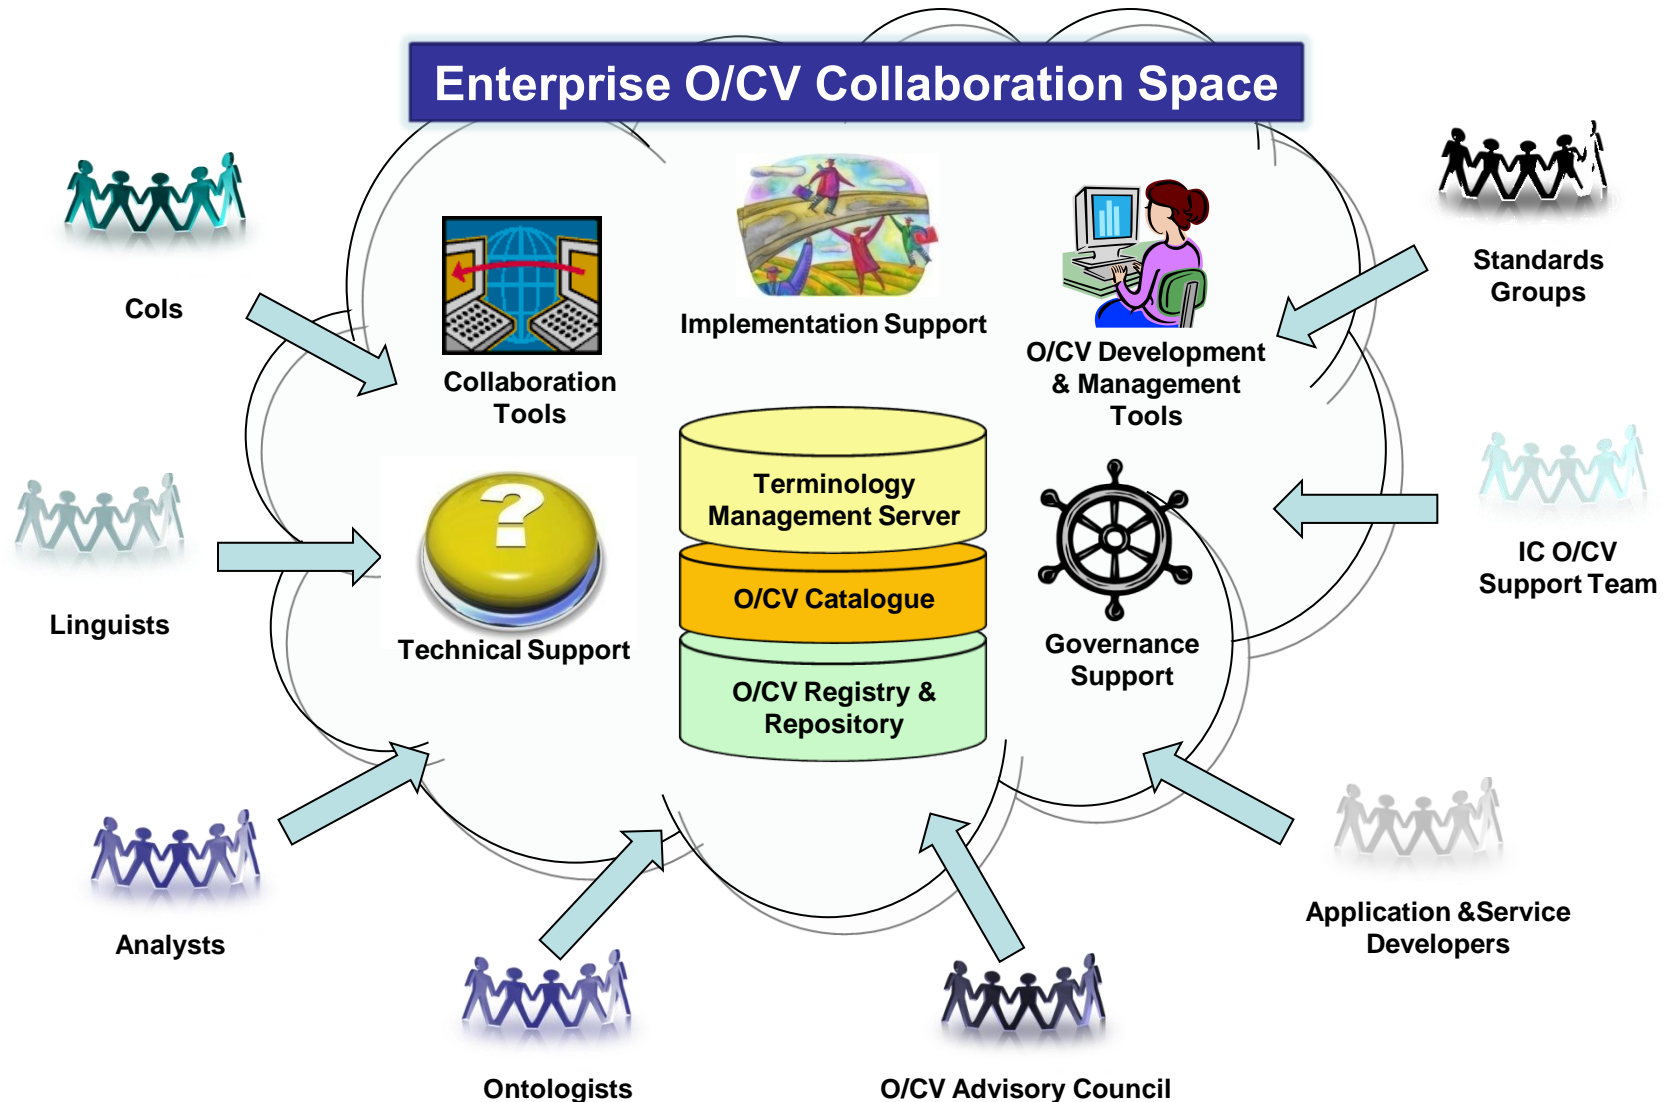 Enterprise O/CV Collaboration Space
CoIs
Collaboration
Tools
Implementation Support
O/CV Development
& Management
Tools
Standards
Groups
Linguists
Technical Support
Terminology
Management Server
O/CV Catalogue
O/CV Registry &
Repository
Governance
Support
IC O/CV
Support Team
Analysts
Ontologists
O/CV Advisory Council
Application &Service
Developers